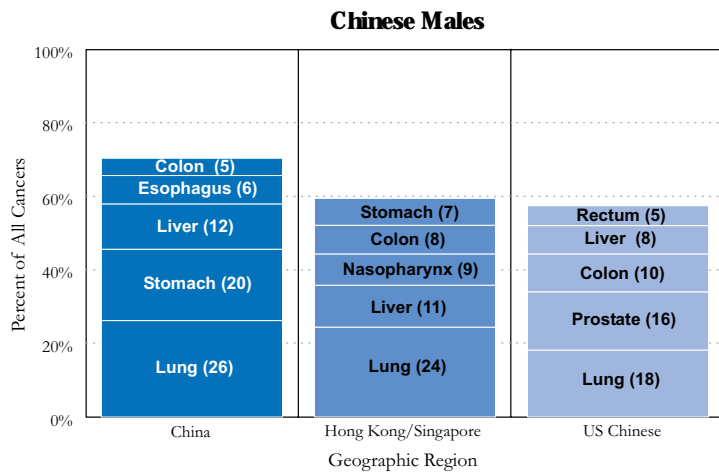 Chinese Males
100%
80%
60%
40%
20%
0%
Percent of All Cancers
Colon (5)
Esophagus (6)
Liver (12)
Stomach (20)
Lung (26)
Stomach (7)
Colon (8)
Nasopharynx (9)
Liver (11)
Lung (24)
Rectum (5)
Liver (8)
Colon (10)
Prostate (16)
Lung (18)
China
Hong Kong/Singapore
US Chinese
Geographic Region